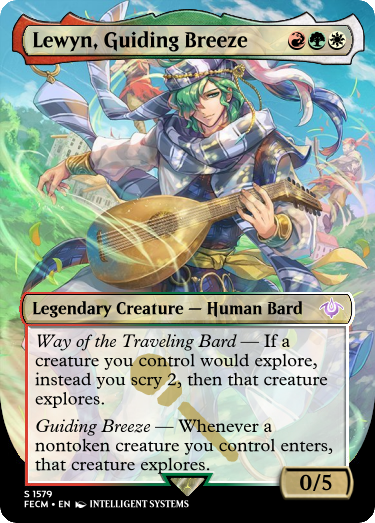 Lewyn, Guiding Breeze
Legendary Creature — Human Bard
Way of the Traveling Bard — If a
creature you control would explore,
instead you scry 2, then that creature
explores.
Guiding Breeze — Whenever a
nontoken creature you control enters,
that creature explores.
0/5
S 1579
FECM • EN INTELLIGENT SYSTEMS